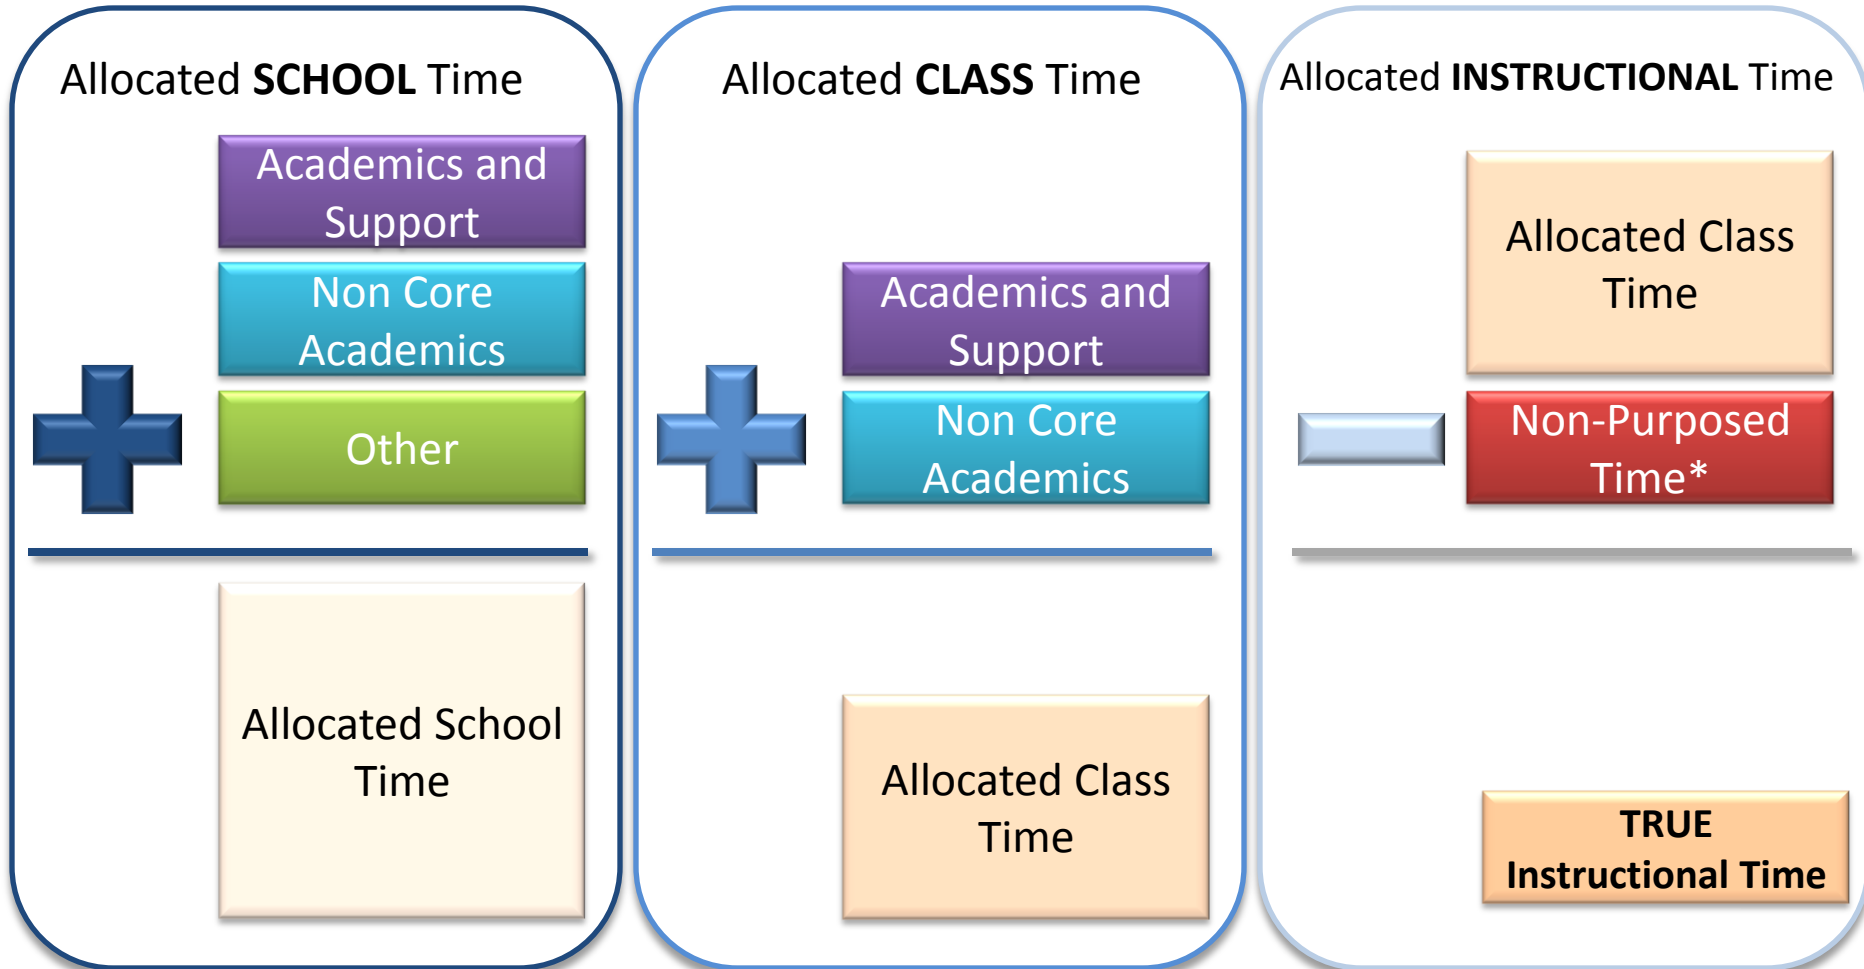 Allocated SCHOOL Time
Academics and
Support
Non Core
Academics
Other
Allocated School
Time
Allocated CLASS Time
Academics and
Support
Non Core
Academics
Allocated Class
Time
Allocated INSTRUCTIONAL Time
Allocated Class
Time
Non-Purposed
Time*
TRUE
Instructional Time